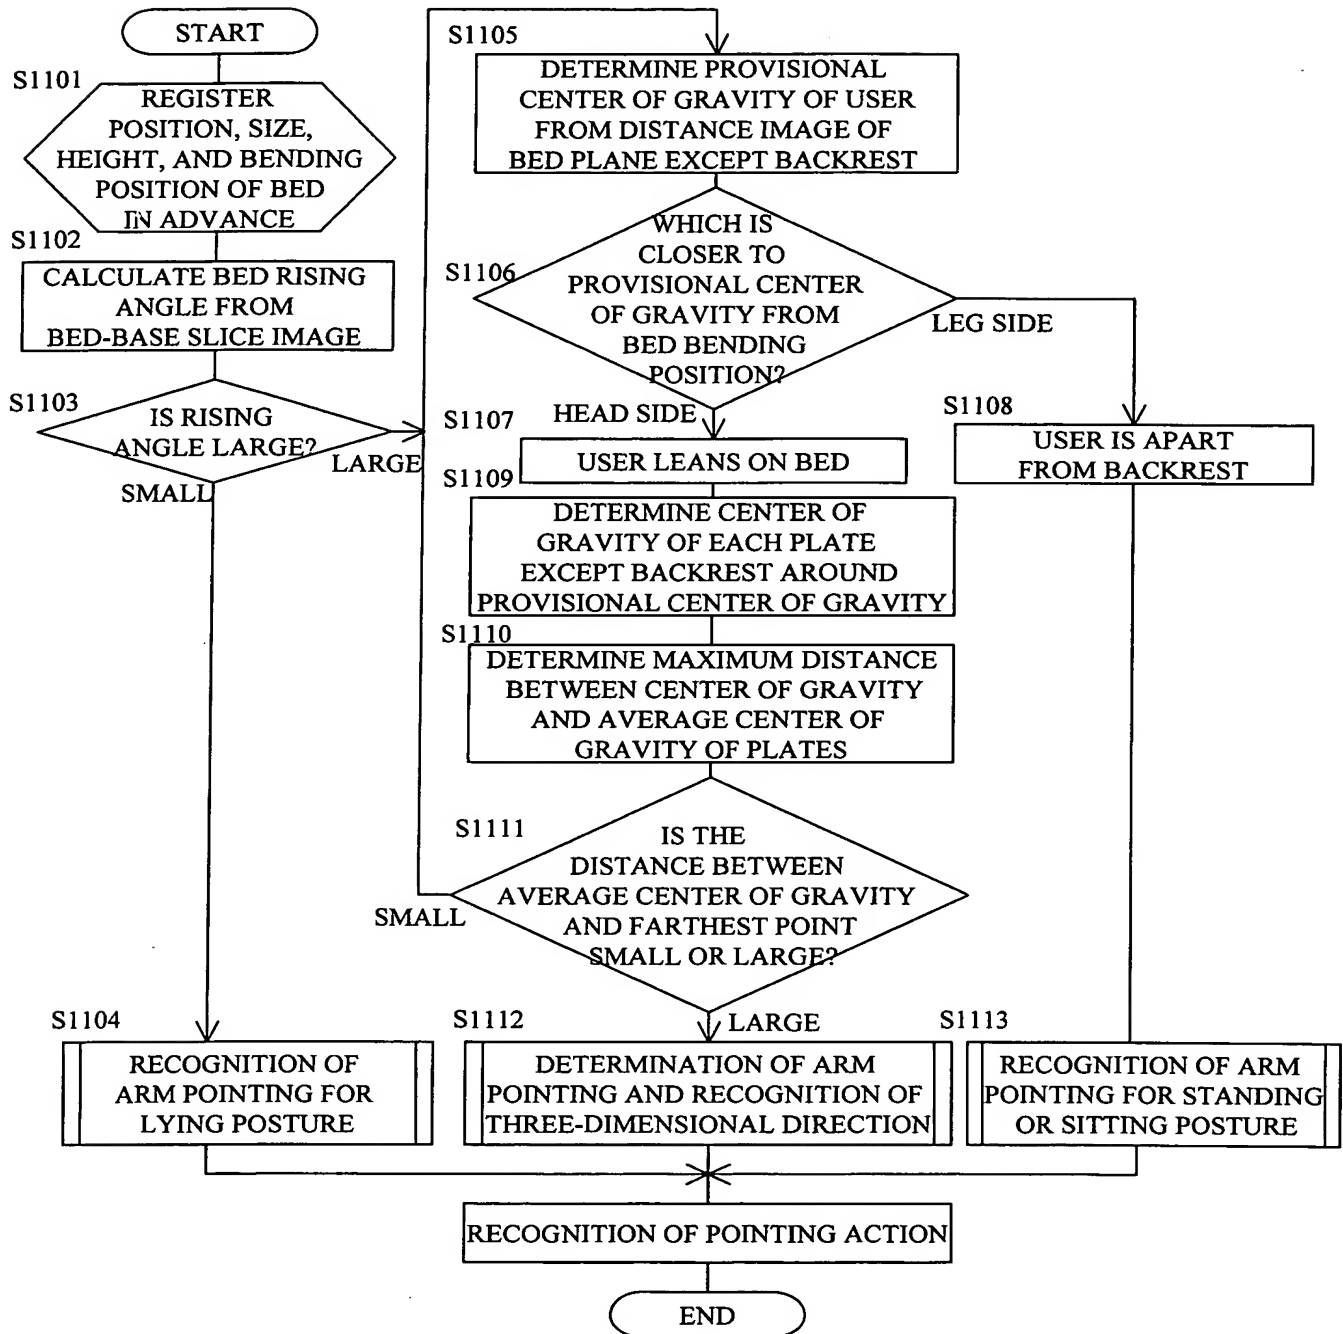 START
S1101
REGISTER
POSITION, SIZE,
HEIGHT, AND BENDING
POSITION OF BED
IN ADVANCE
S1102
CALCULATE BED RISING
ANGLE FROM
BED-BASE SLICE IMAGE
S1103
IS RISING
ANGLE LARGE?
LARGE
SMALL
S1104
RECOGNITION OF
ARM POINTING FOR
LYING POSTURE
S1105
DETERMINE PROVISIONAL
CENTER OF GRAVITY OF USER
FROM DISTANCE IMAGE OF
BED PLANE EXCEPT BACKREST
S1106
WHICH IS
CLOSER TO
PROVISIONAL CENTER
OF GRAVITY FROM
BED BENDING
POSITION?
LEG SIDE
HEAD SIDE
S1107
USER LEANS ON BED
S1108
USER IS APART
FROM BACKREST
S1109
DETERMINE CENTER OF
GRAVITY OF EACH PLATE
EXCEPT BACKREST AROUND
PROVISIONAL CENTER OF GRAVITY
S1110
DETERMINE MAXIMUM DISTANCE
BETWEEN CENTER OF GRAVITY
AND AVERAGE CENTER OF
GRAVITY OF PLATES
S1111
IS THE
DISTANCE BETWEEN
AVERAGE CENTER OF GRAVITY
AND FARTHEST POINT
SMALL OR LARGE?
SMALL
LARGE
S1112
DETERMINATION OF ARM
POINTING AND RECOGNITION OF
THREE-DIMENSIONAL DIRECTION
S1113
RECOGNITION OF ARM
POINTING FOR STANDING
OR SITTING POSTURE
RECOGNITION OF POINTING ACTION
END